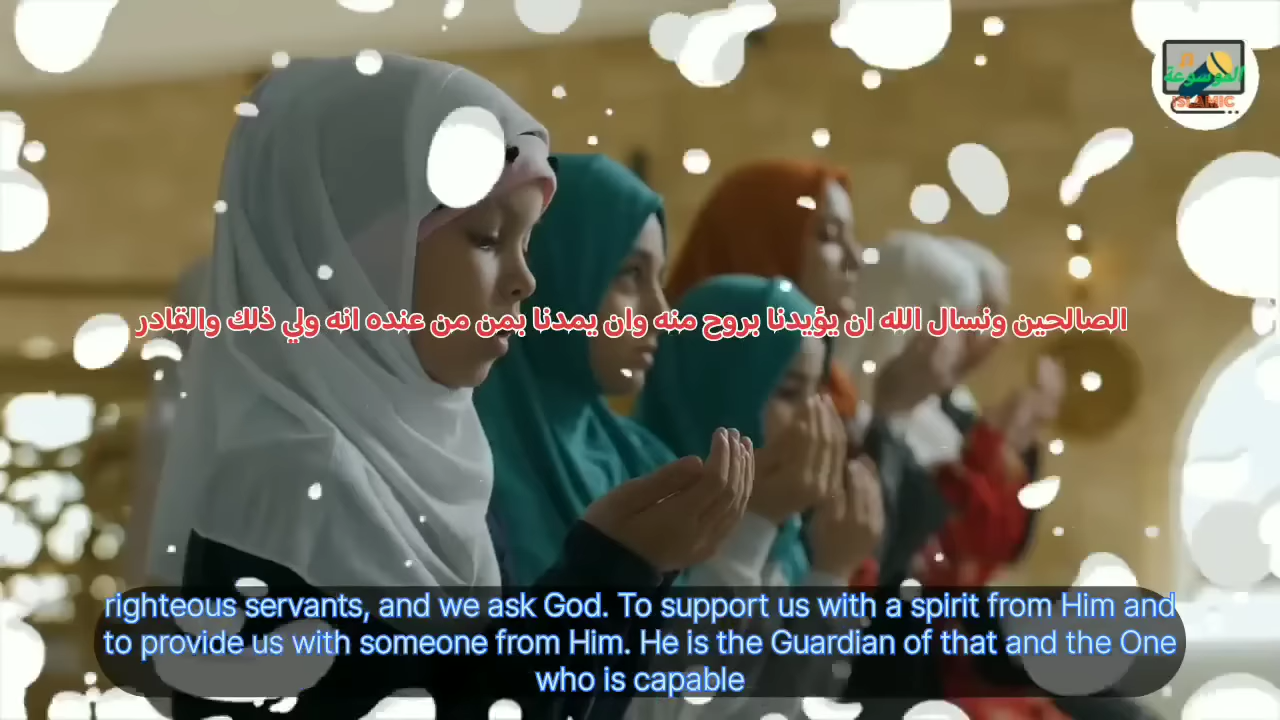 الموسوعة
ISLAMIC
الصالحين ونسال الله ان يؤيدنا بروح منه وان يمدنا بمن من عنده انه ولي ذلك والقادر
righteous servants, and we ask God. To support us with a spirit from Him and
to provide us with someone from Him. He is the Guardian of that and the One
who is capable